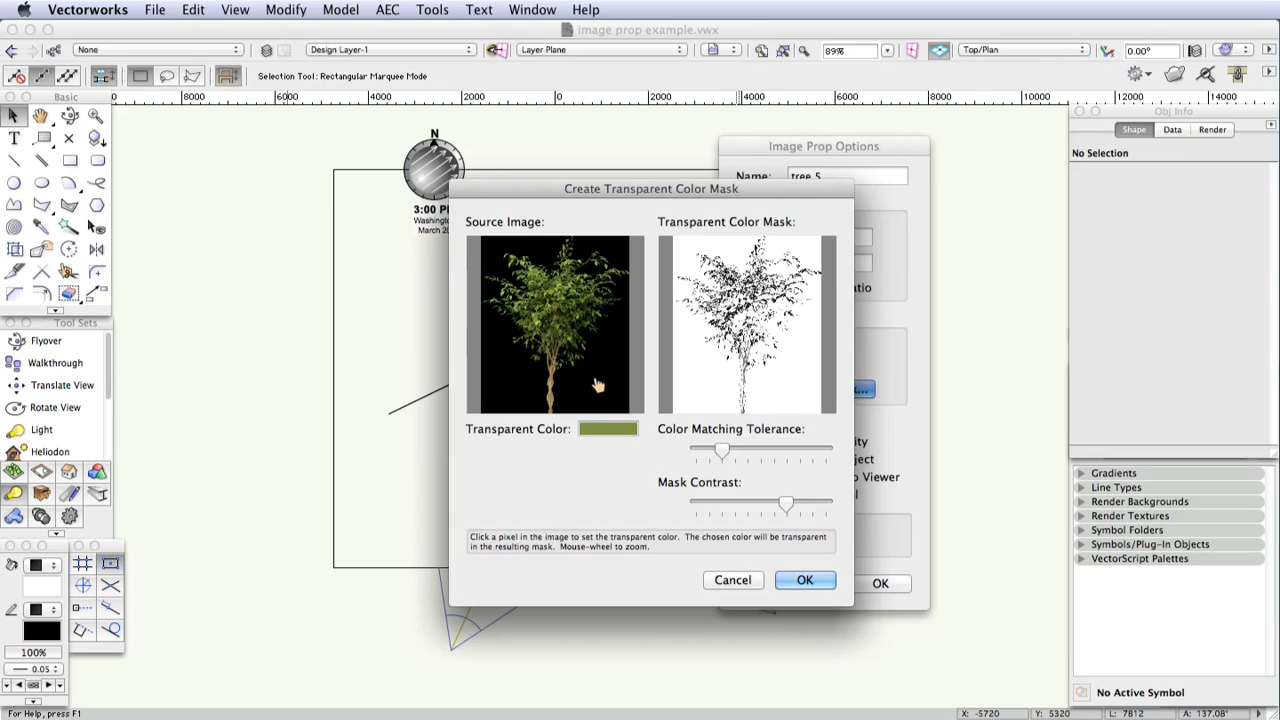 Vectorworks File Edit View Modify Model AEC Tools Text Window Help
image prop example.vwx
None
Design Layer-1
Layer Plane
89%
Top/Plan
0.00°
Selection Tool: Rectangular Marquee Mode
Basic
8000
6000
4000
2000
0
2000
4000
6000
8000
10000
12000
14000
Obj Info
Shape Data Render
No Selection
N
3:00 P
Washing
March 20
Image Prop Options
Name: tree 5
atio
...
ity
ject
o Viewer
OK
Create Transparent Color Mask
Source Image:
Transparent Color Mask:
Transparent Color:
Color Matching Tolerance:
Mask Contrast:
Click a pixel in the image to set the transparent color. The chosen color will be transparent
in the resulting mask. Mouse-wheel to zoom.
Cancel OK
Tool Sets
Flyover
Walkthrough
Translate View
Rotate View
Light
Heliodon
Gradients
Line Types
Render Backgrounds
Render Textures
Symbol Folders
Symbols/Plug-In Objects
VectorScript Palettes
No Active Symbol
100%
0.05
For Help, press F1
X: -5720 Y: 5320 L: 7812 A: 137.08°